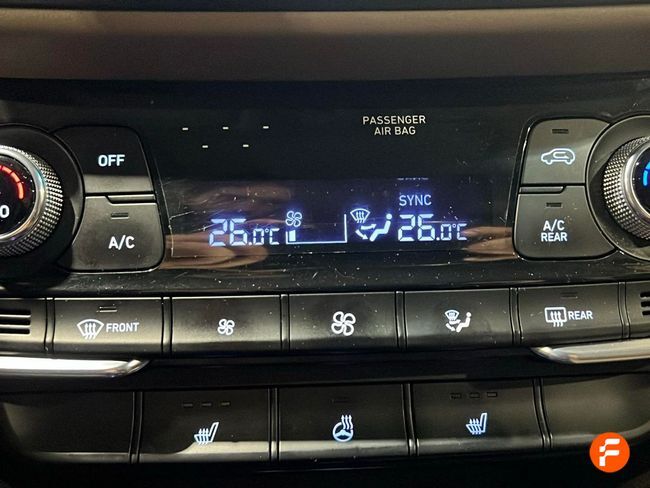 PASSENGER
AIR BAG
OFF
SYNC
26.0°C
26.0°C
A/C
A/C
REAR
FRONT
REAR